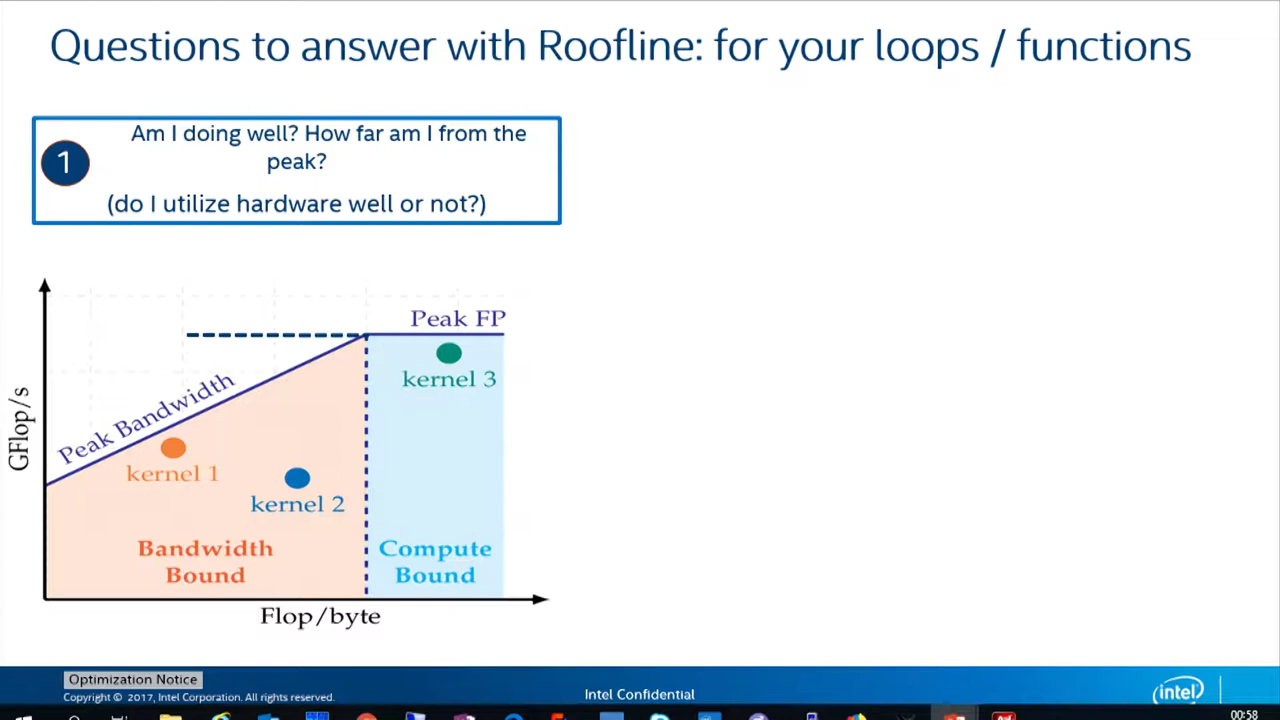 Questions to answer with Roofline: for your loops / functions
1
Am I doing well? How far am I from the
peak?
(do I utilize hardware well or not?)
Peak FP
kernel 3
Peak Bandwidth
GFlop/s
kernel 1
kernel 2
Bandwidth
Bound
Compute
Bound
Flop/byte
Optimization Notice
Copyright © 2017, Intel Corporation. All rights reserved.
Intel Confidential
intel
00:58